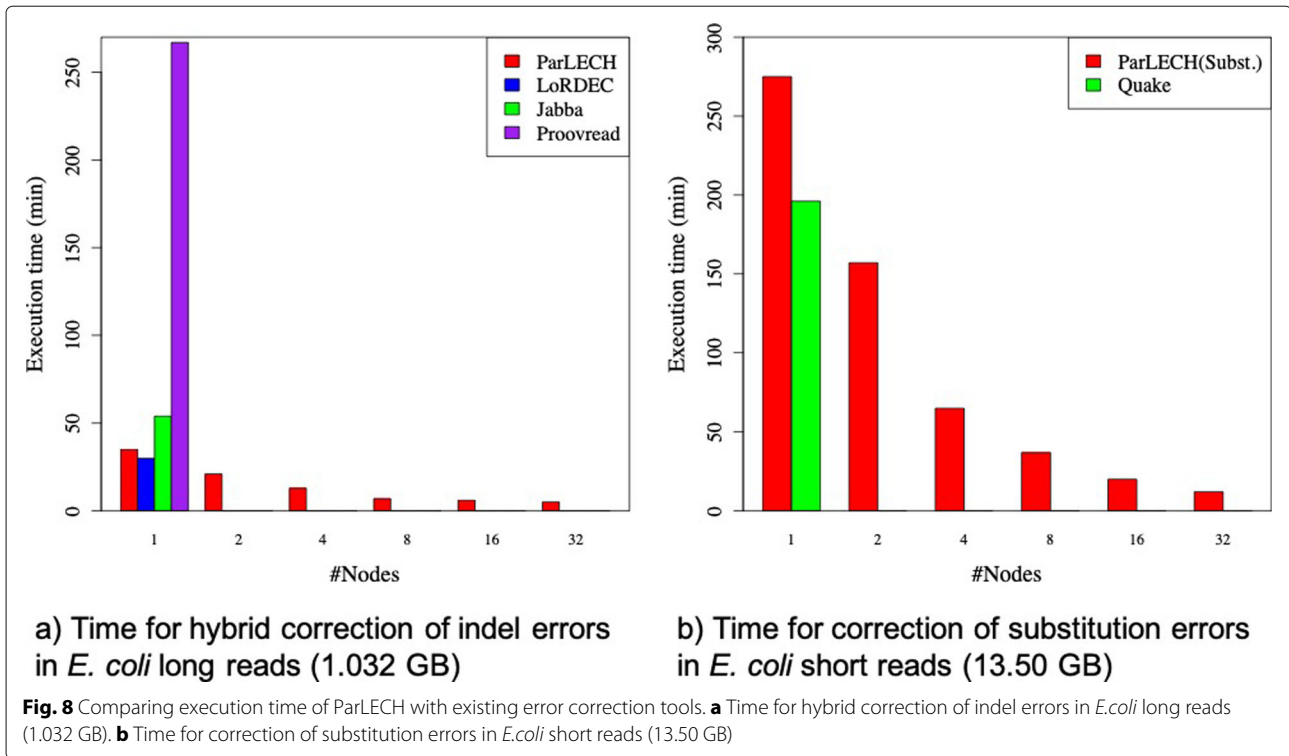 Execution time (min)
0
50
100
150
200
250
ParLECH
LoRDEC
Jabba
Proovread
1
2
4
8
16
32
#Nodes
a) Time for hybrid correction of indel errors
in E. coli long reads (1.032 GB)
Execution time (min)
0
50
100
150
200
250
300
ParLECH(Subst.)
Quake
1
2
4
8
16
32
#Nodes
b) Time for correction of substitution errors
in E. coli short reads (13.50 GB)
Fig. 8 Comparing execution time of ParLECH with existing error correction tools. a Time for hybrid correction of indel errors in E.coli long reads
(1.032 GB). b Time for correction of substitution errors in E.coli short reads (13.50 GB)